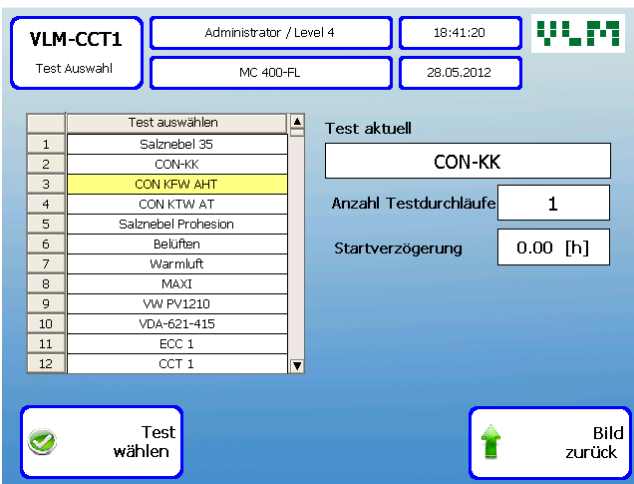 VLM-CCT1
Test Auswahl
Administrator / Level 4
18:41:20
VLM
MC 400-FL
28.05.2012
Test auswählen
1 Salznebel 35
2 CON-KK
3 CON KFW AHT
4 CON KTW AT
5 Salznebel Prohesion
6 Belüften
7 Warmluft
8 MAXI
9 VW PV1210
10 VDA-621-415
11 ECC 1
12 CCT 1
Test aktuell
CON-KK
Anzahl Testdurchläufe 1
Startverzögerung 0.00 [h]
Test
wählen
Bild
zurück